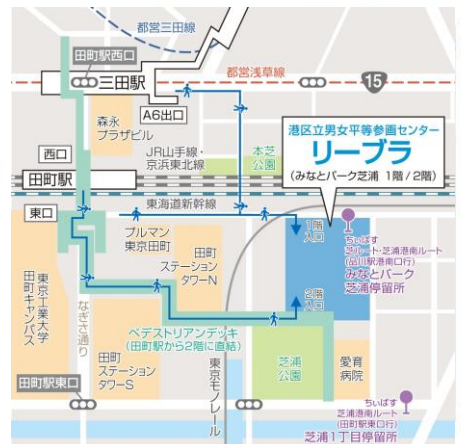 都営三田線
田町駅西口
三田駅
都営浅草線
15
A6出口
森永
プラザビル
西口
JR山手線・
京浜東北線
本芝
公園
港区立男女平等参画センター
リーブラ
(みなとパーク芝浦 1階/2階)
田町駅
東海道新幹線
東口
プルマン
東京田町
田町
ステーション
タワーN
1階
入口
2階
入口
ちぃばす
芝ルート・芝浦港南ルート
(品川駅港南口行)
みなとパーク
芝浦停留所
東京工業大学
田町キャンパス
なぎさ通り
ペデストリアンデッキ
(田町駅から2階に直結)
田町
ステーション
タワーS
東京モノレール
芝浦
公園
愛育
病院
田町駅東口
ちぃばす
芝浦港南ルート
(田町駅東口行)
芝浦1丁目停留所